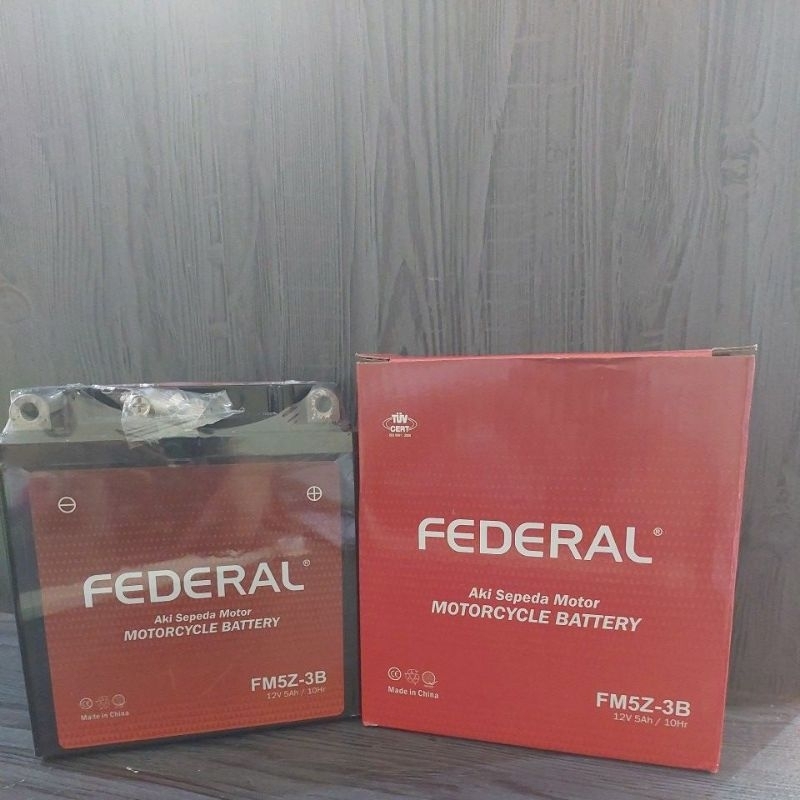 FEDERAL®
Aki Sepeda Motor
MOTORCYCLE BATTERY
FM5Z-3B
12V 5Ah / 10Hr
Made in China
TÜV
CERT
FEDERAL®
Aki Sepeda Motor
MOTORCYCLE BATTERY
Made in China
FM5Z-3B
12V 5Ah / 10Hr